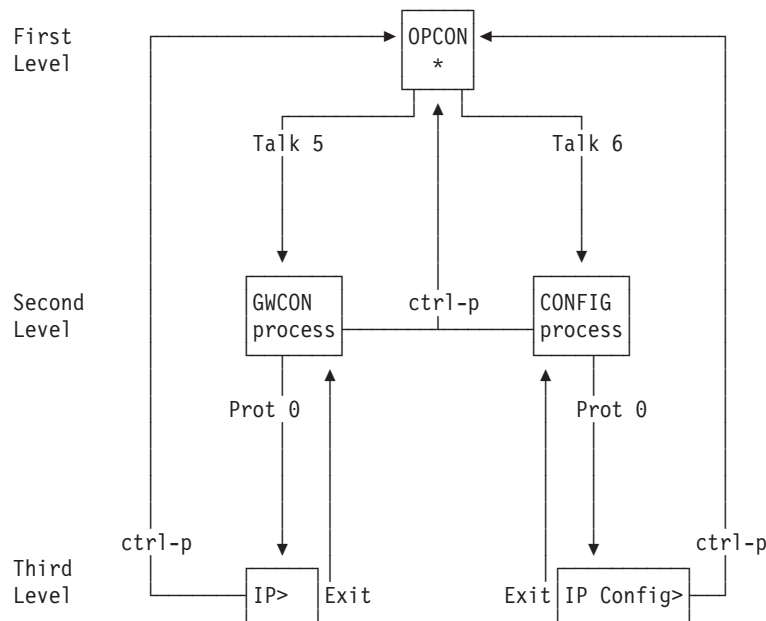 First
Level
OPCON
*
Talk 5
Talk 6
Second
Level
GWCON
process
ctrl-p
CONFIG
process
Prot 0
Prot 0
ctrl-p
ctrl-p
Third
Level
IP>
Exit
Exit
IP Config>